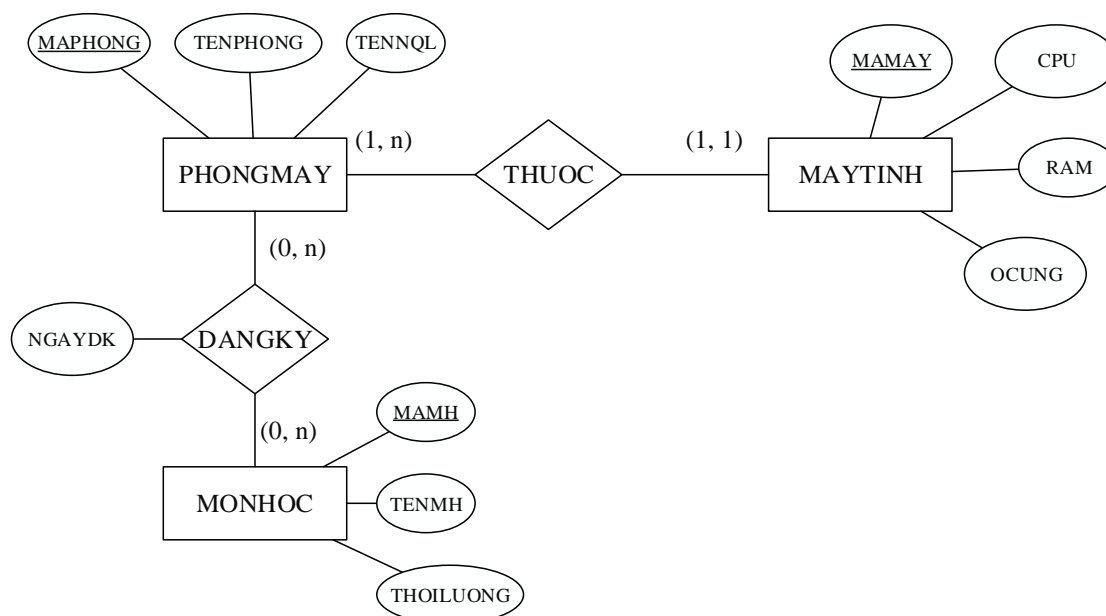 MAPHONG
TENPHONG
TENNQL
MAMAY
CPU
(1, n)
(1, 1)
PHONGMAY
THUOC
MAYTINH
RAM
(0, n)
OCUNG
NGAYDK
DANGKY
MAMH
(0, n)
MONHOC
TENMH
THOILUONG